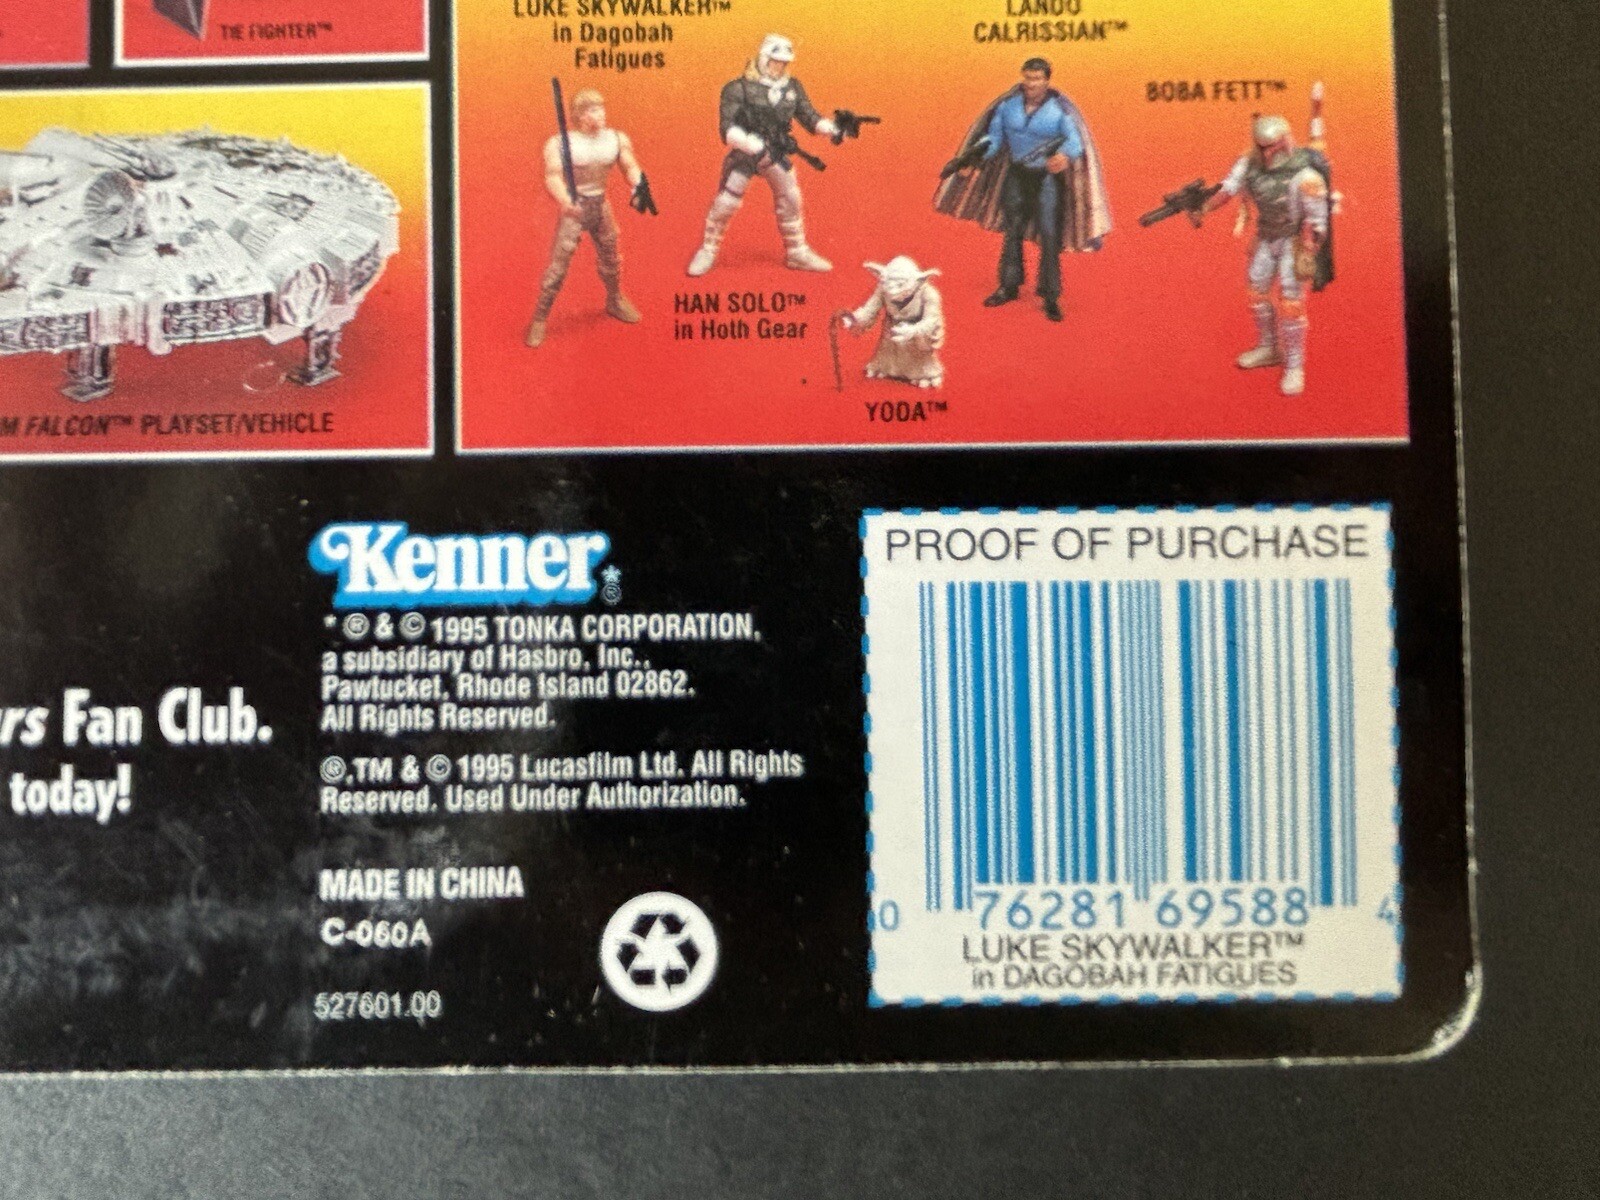 TIE FIGHTER™
LUKE SKYWALKER™
in Dagobah
Fatigues
LANDO
CALRISSIAN™
BOBA FETT™
HAN SOLO™
in Hoth Gear
YODA™
M FALCON™ PLAYSET/VEHICLE
Kenner*®
* ® & © 1995 TONKA CORPORATION,
a subsidiary of Hasbro, Inc.,
Pawtucket, Rhode Island 02862.
All Rights Reserved.
®,TM & © 1995 Lucasfilm Ltd. All Rights
Reserved. Used Under Authorization.
MADE IN CHINA
C-060A
527601.00
rs Fan Club.
today!
PROOF OF PURCHASE
0 76281 69588 4
LUKE SKYWALKER™
in DAGOBAH FATIGUES